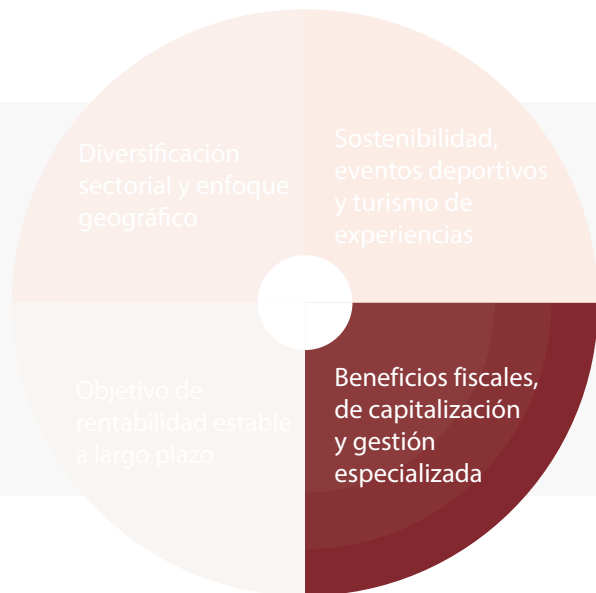 Diversificación
sectorial y enfoque
geográfico
Sostenibilidad,
eventos deportivos
y turismo de
experiencias
Objetivo de
rentabilidad estable
a largo plazo
Beneficios fiscales,
de capitalización
y gestión
especializada